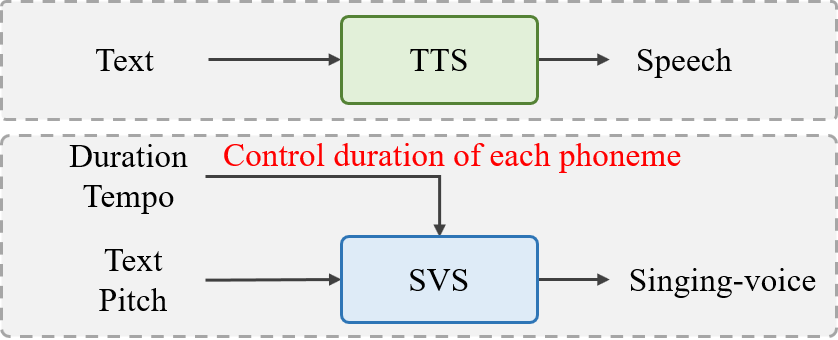 Text
TTS
Speech
Duration
Control duration of each phoneme
Tempo
Text
Pitch
SVS
Singing-voice